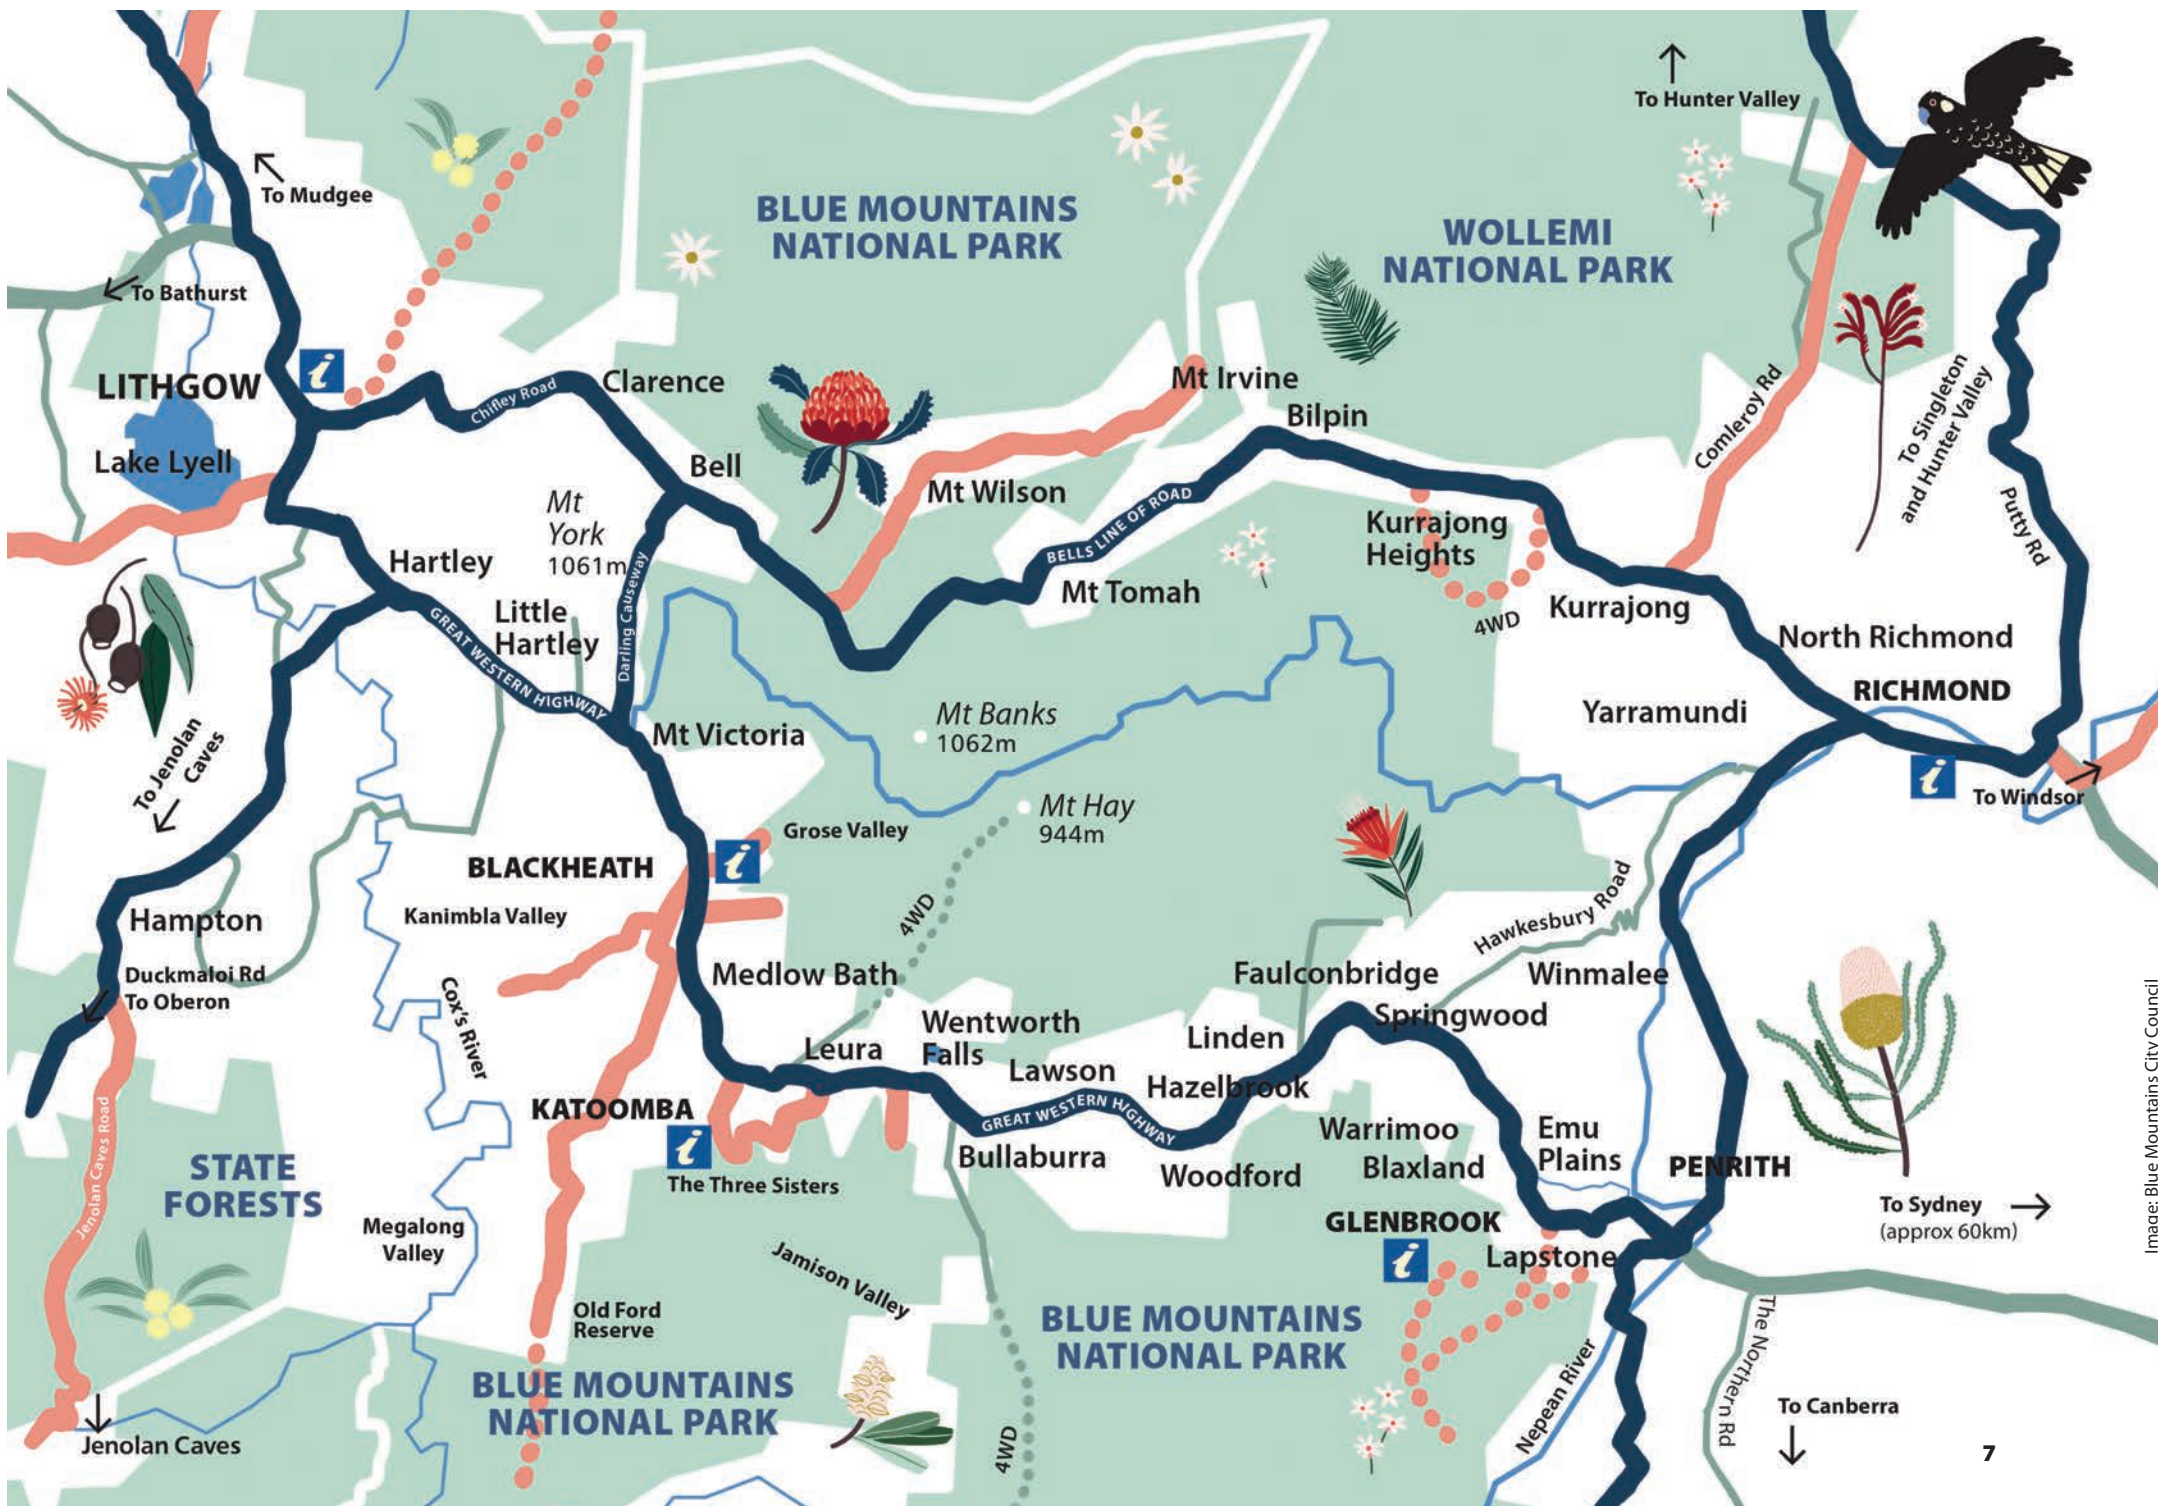 To Hunter Valley
To Mudgee
BLUE MOUNTAINS
NATIONAL PARK
WOLLEMI
NATIONAL PARK
To Bathurst
i
LITHGOW
Chifley Road
Clarence
Mt Irvine
Bilpin
Comleroy Rd
To Singleton
and Hunter Valley
Lake Lyell
Bell
Mt Wilson
BELLS LINE OF ROAD
Putty Rd
Mt
York
1061m
Kurrajong
Heights
Hartley
Darling Causeway
Mt Tomah
4WD
Kurrajong
Little
Hartley
GREAT WESTERN HIGHWAY
North Richmond
RICHMOND
Yarramundi
Mt Banks
1062m
Mt Victoria
To Jenolan
Caves
i
To Windsor
Mt Hay
944m
Grose Valley
i
BLACKHEATH
4WD
Hawkesbury Road
Kanimbla Valley
Hampton
Duckmaloi Rd
To Oberon
Medlow Bath
Faulconbridge
Winmalee
Cox's River
Wentworth
Falls
Springwood
Linden
Leura
Lawson
Hazelbrook
KATOOMBA
i
GREAT WESTERN HIGHWAY
Warrimoo
Emu
Plains
Jenolan Caves Road
Bullaburra
Blaxland
PENRITH
STATE
FORESTS
Woodford
The Three Sisters
To Sydney
(approx 60km)
Megalong
Valley
GLENBROOK
i
Lapstone
Jamison Valley
Old Ford
Reserve
BLUE MOUNTAINS
NATIONAL PARK
The Northern Rd
Nepean River
BLUE MOUNTAINS
NATIONAL PARK
To Canberra
Jenolan Caves
4WD
7
Image: Blue Mountains City Council